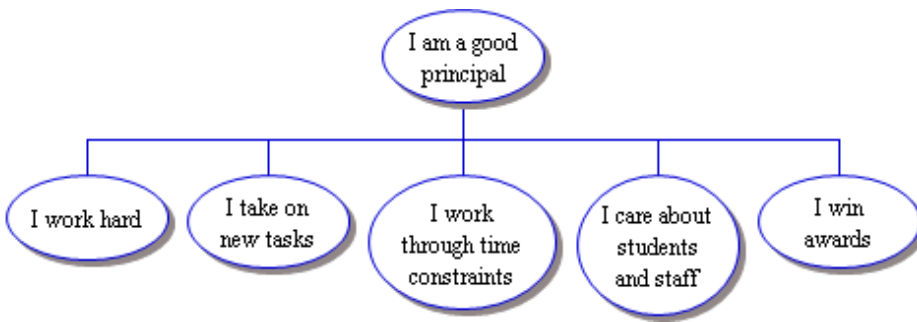 I am a good
principal
I work hard
I take on
new tasks
I work
through time
constraints
I care about
students
and staff
I win
awards